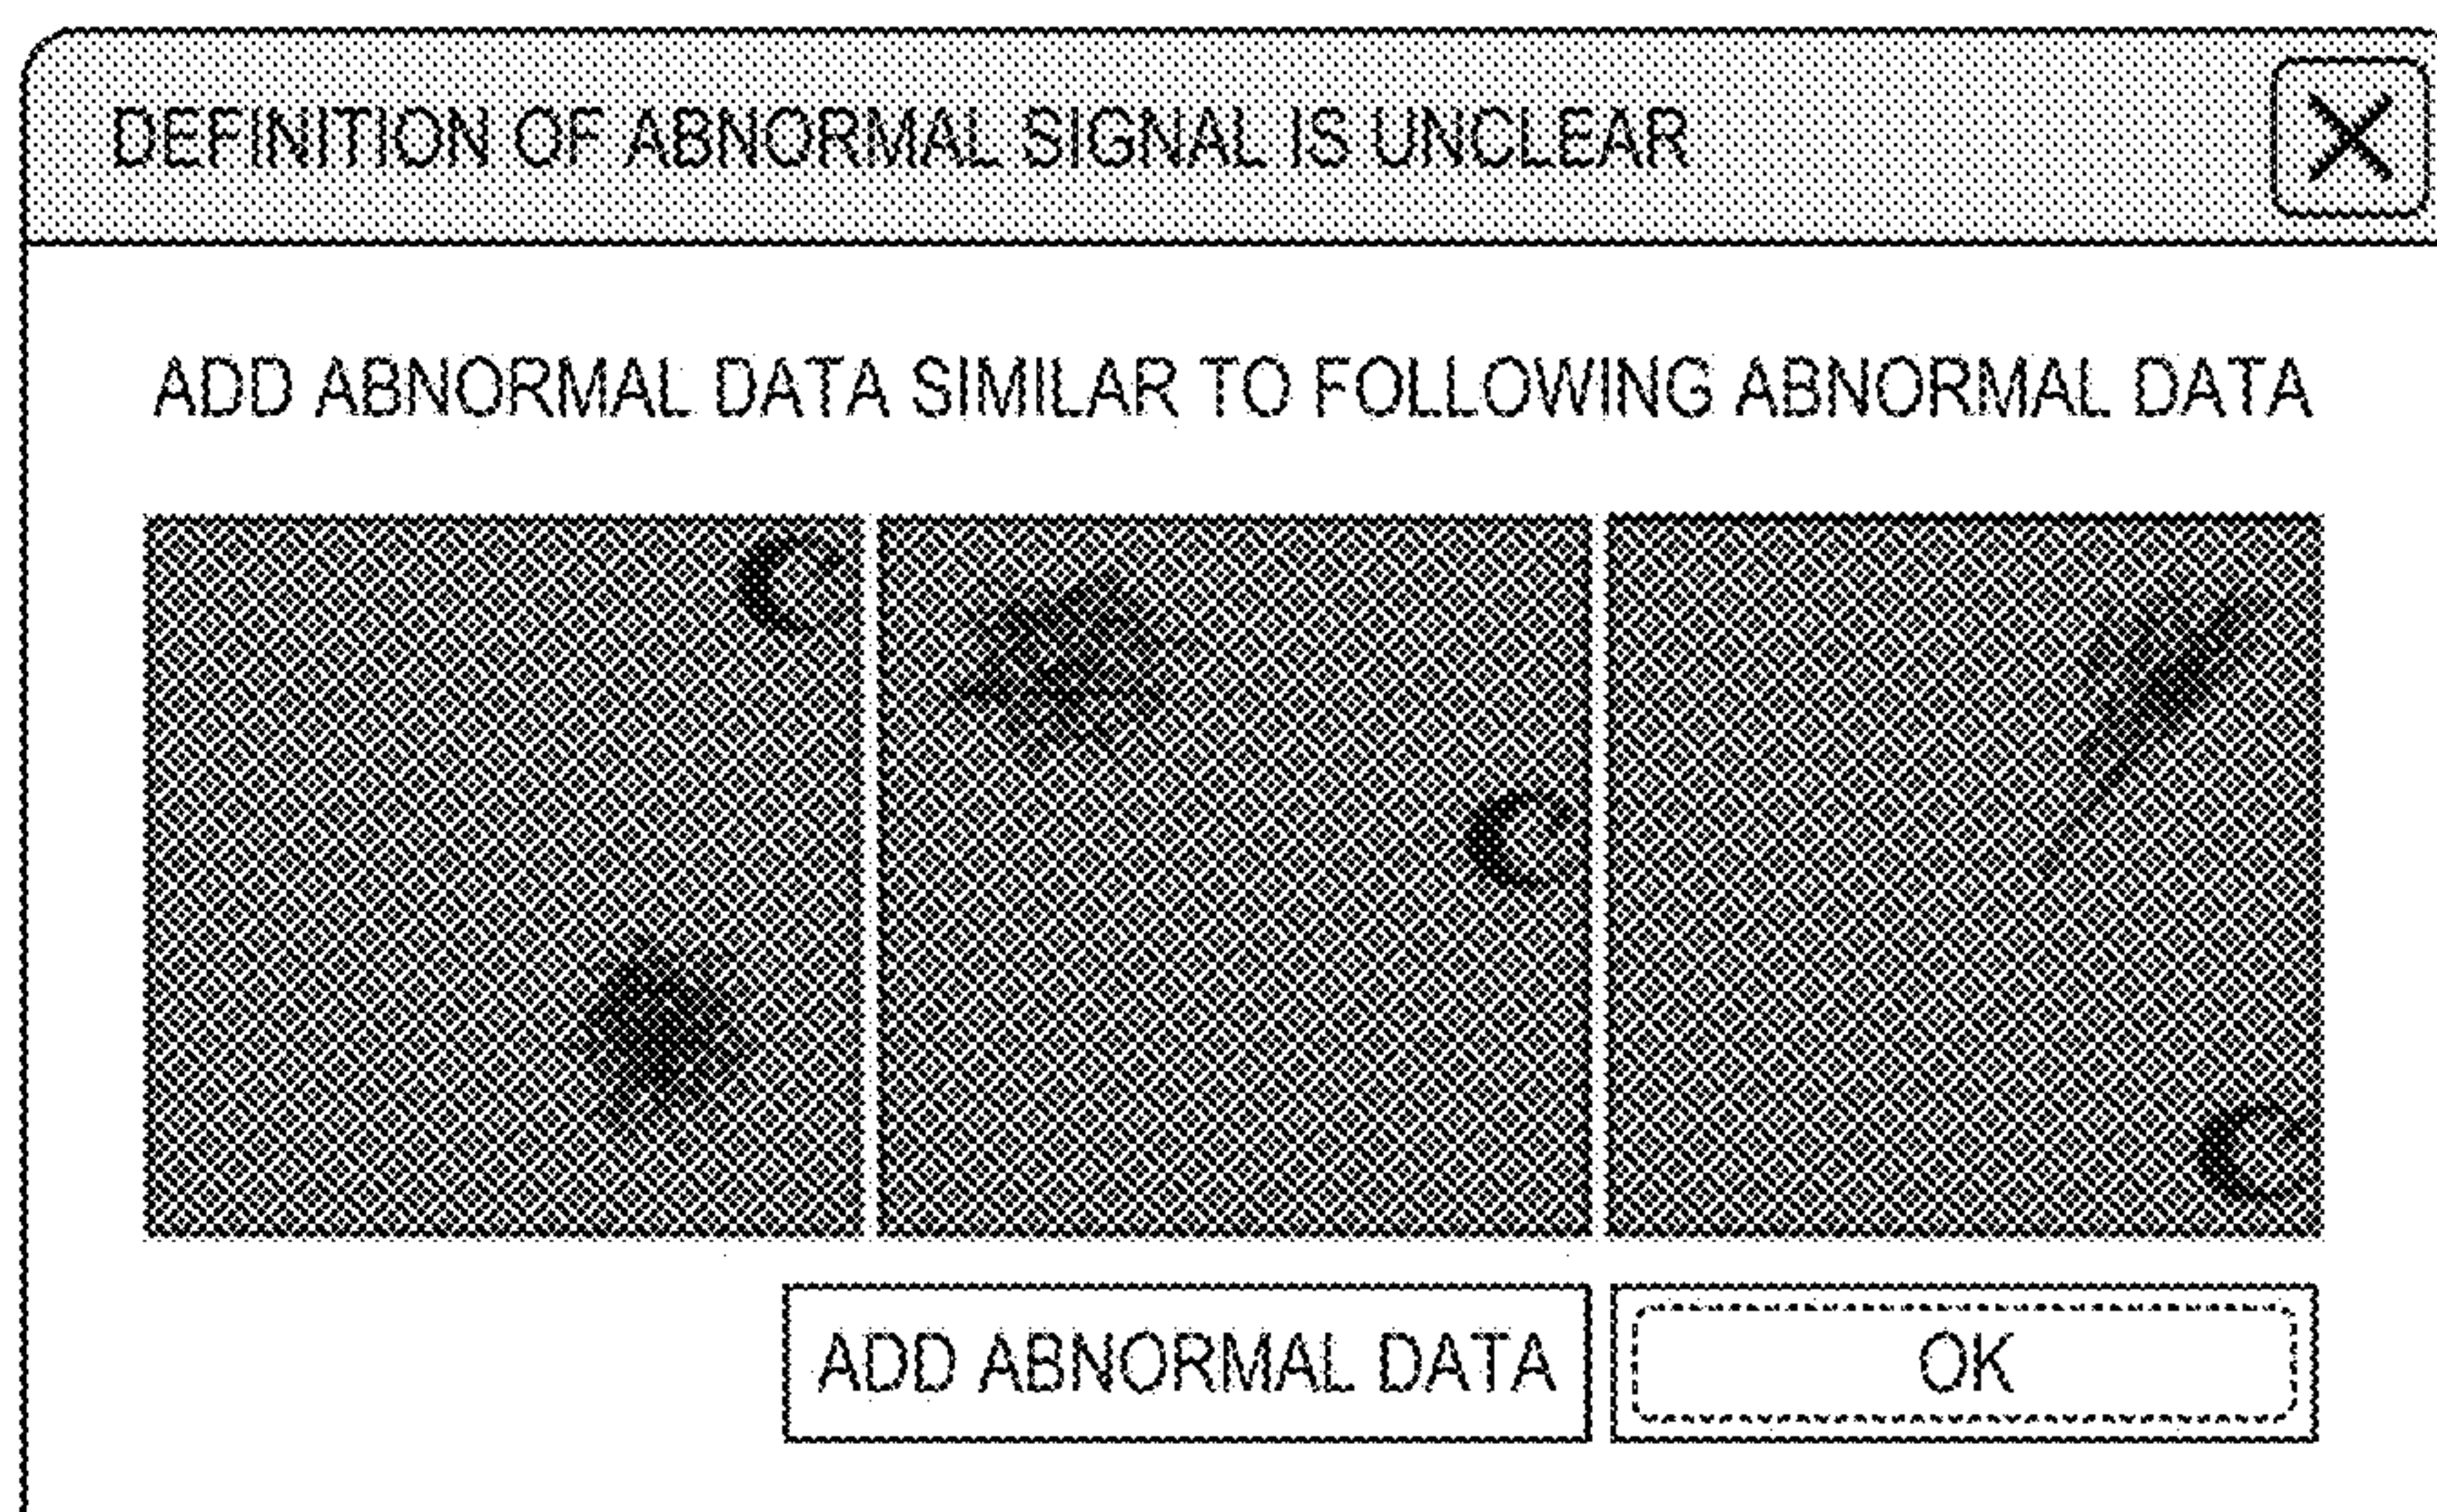 DEFINITION OF ABNORMAL SIGNAL IS UNCLEAR
ADD ABNORMAL DATA SIMILAR TO FOLLOWING ABNORMAL DATA
ADD ABNORMAL DATA
OK